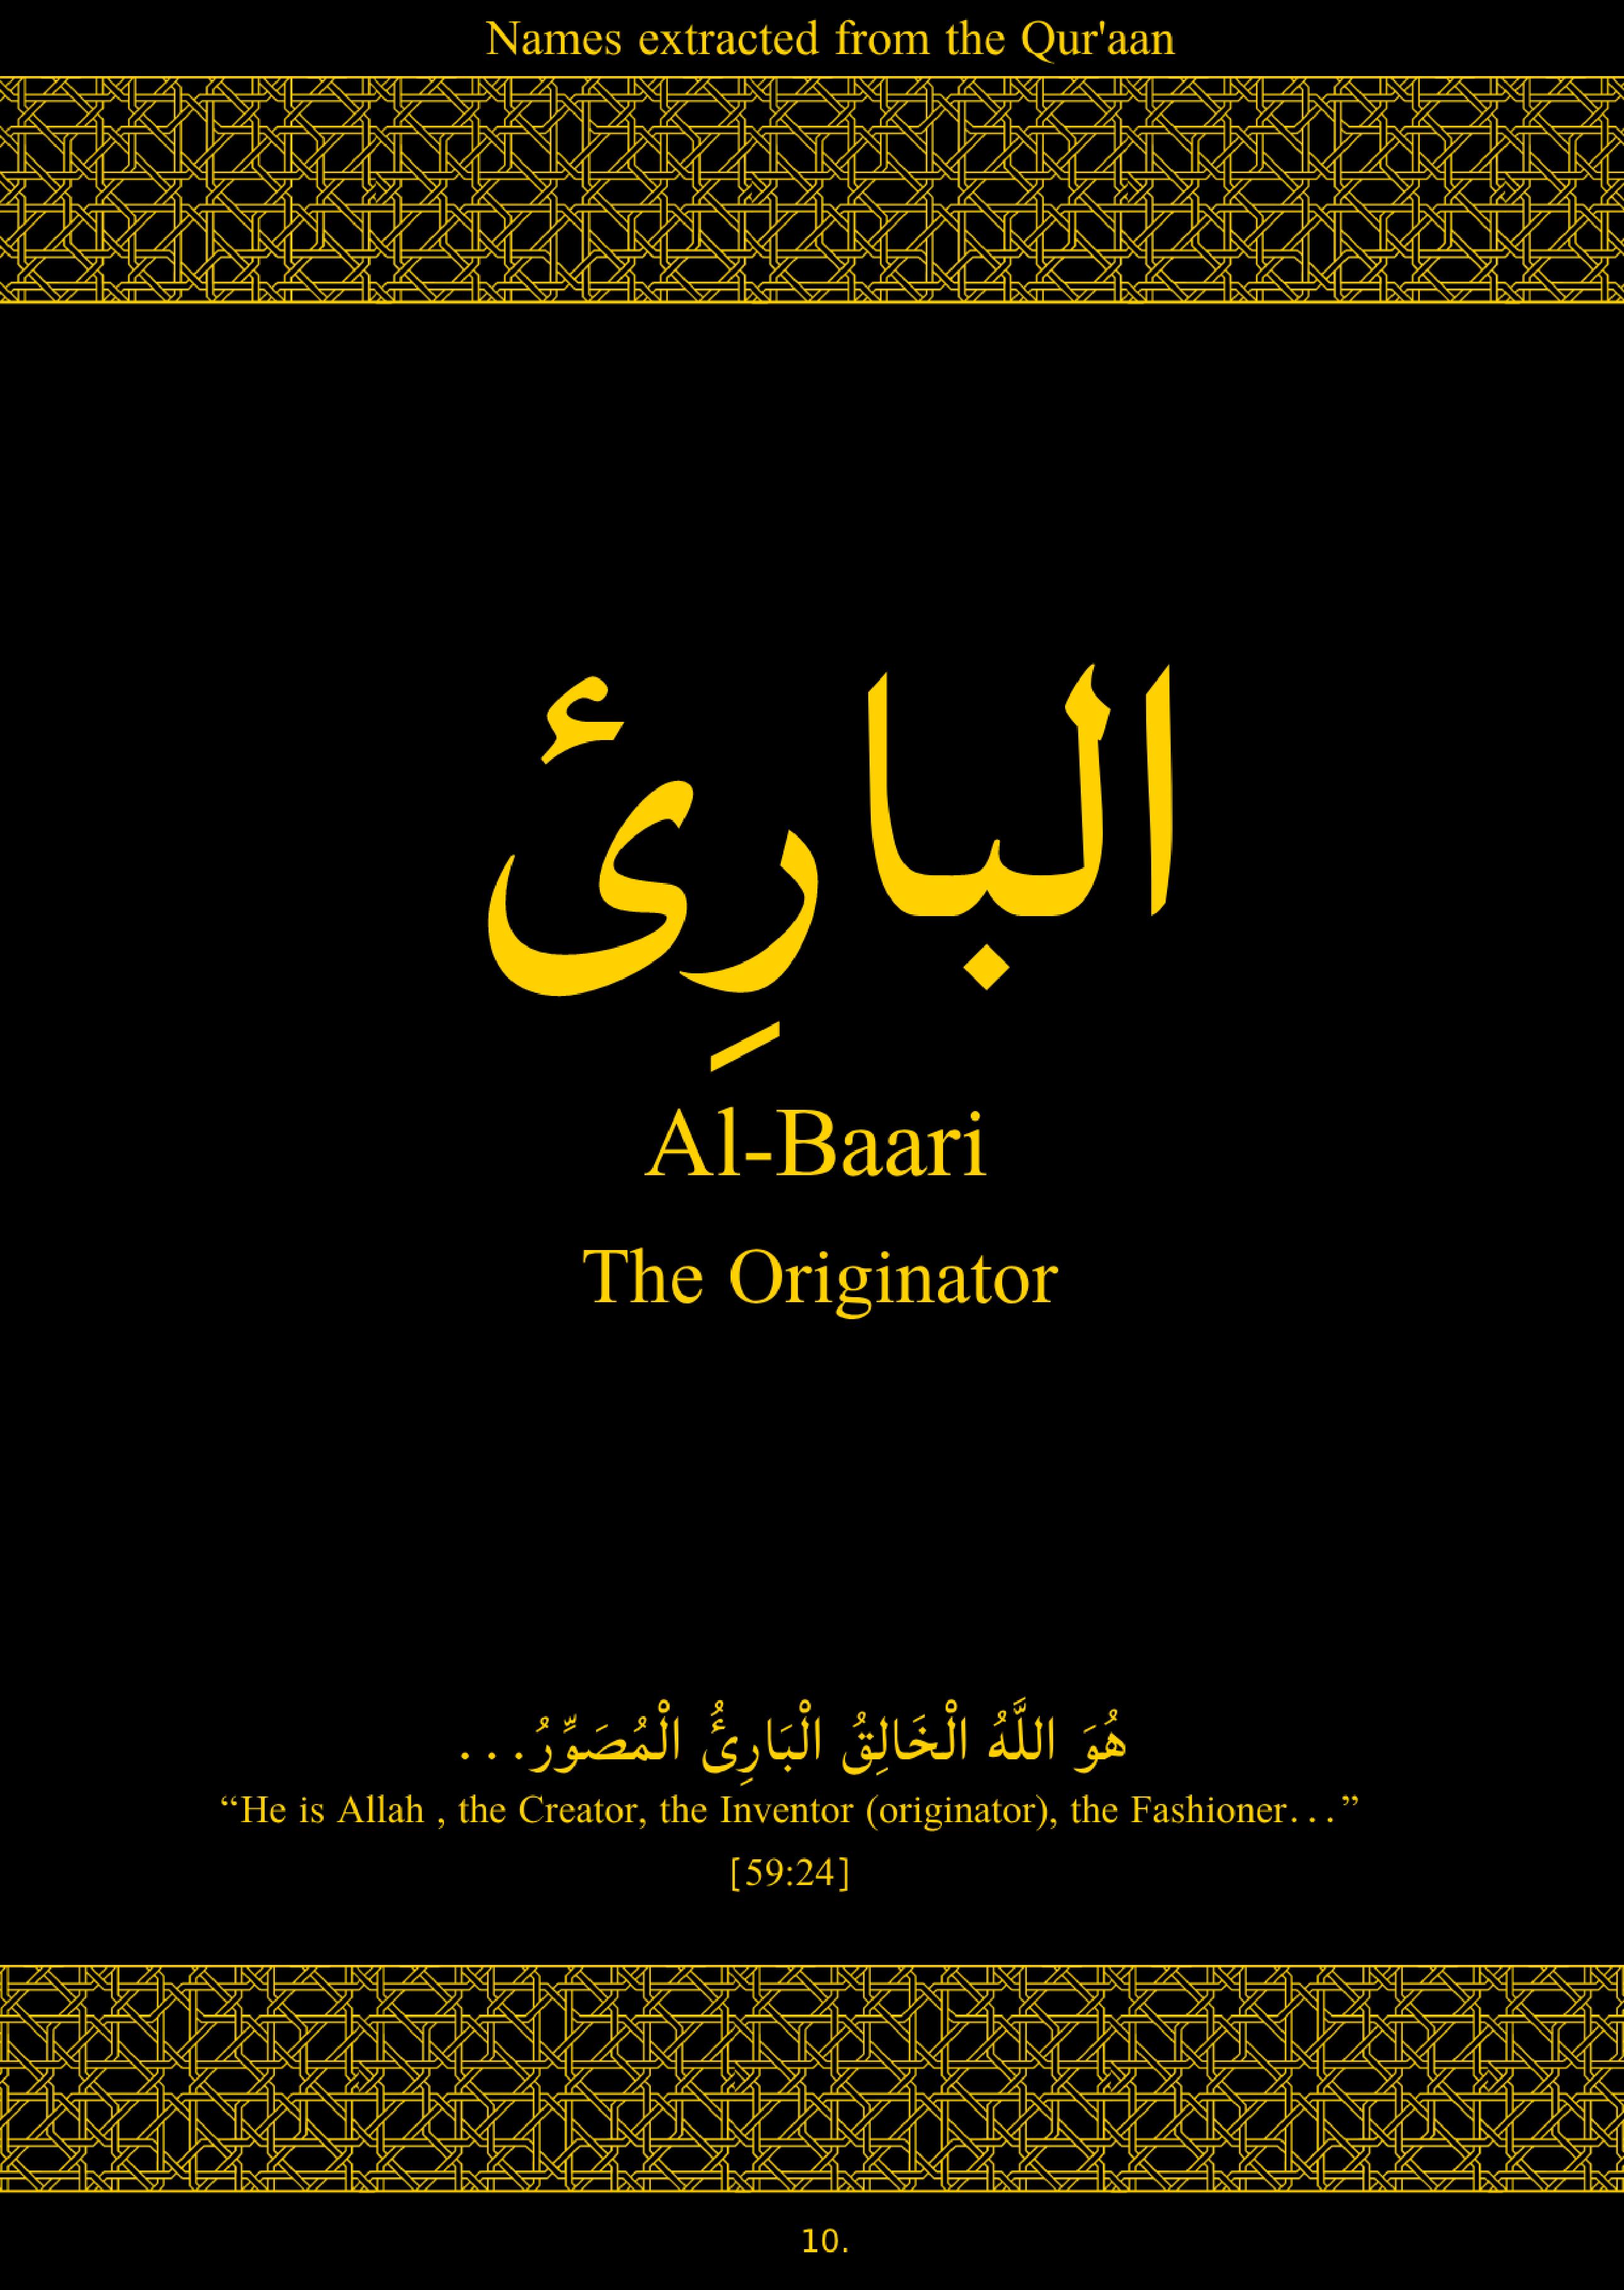 Names extracted from the Qur'aan
البارِئ
Al-Baari
The Originator
هُوَ اللَّهُ الْخَالِقُ الْبَارِئُ الْمُصَوِّرُ...
“He is Allah , the Creator, the Inventor (originator), the Fashioner...”
[59:24]
10.